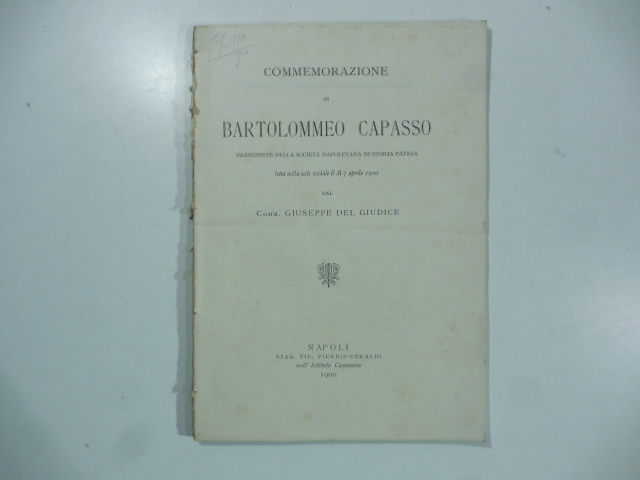 COMMEMORAZIONE
DI
BARTOLOMMEO CAPASSO
PRESIDENTE DELLA SOCIETÀ NAPOLETANA DI STORIA PATRIA
letta nella sede sociale il dì 7 aprile 1900
DAL
COMM. GIUSEPPE DEL GIUDICE
NAPOLI
STAB. TIP. PIERRO-VERALDI
nell' Istituto Casanova
1900